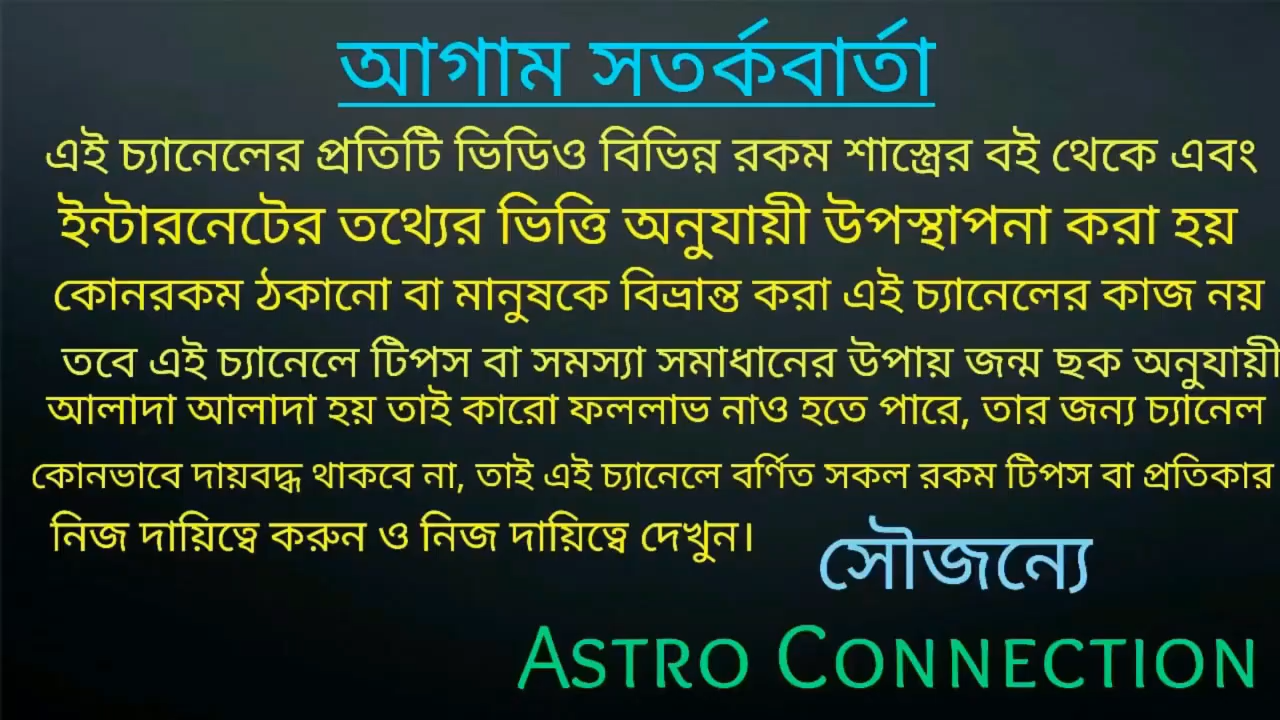 আগাম সতর্কবার্তা
এই চ্যানেলের প্রতিটি ভিডিও বিভিন্ন রকম শাস্ত্রের বই থেকে এবং
ইন্টারনেটের তথ্যের ভিত্তি অনুযায়ী উপস্থাপনা করা হয়
কোনরকম ঠকানো বা মানুষকে বিভ্রান্ত করা এই চ্যানেলের কাজ নয়
তবে এই চ্যানেলে টিপস বা সমস্যা সমাধানের উপায় জন্ম ছক অনুযায়ী
আলাদা আলাদা হয় তাই কারো ফললাভ নাও হতে পারে, তার জন্য চ্যানেল
কোনভাবে দায়বদ্ধ থাকবে না, তাই এই চ্যানেলে বর্ণিত সকল রকম টিপস বা প্রতিকার
নিজ দায়িত্বে করুন ও নিজ দায়িত্বে দেখুন।
সৌজন্যে
ASTRO CONNECTION